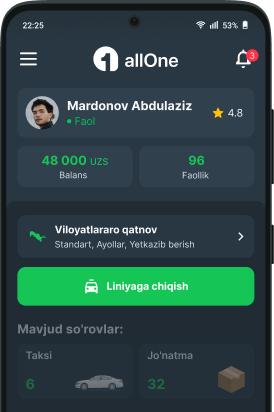 22:25
53%
3
allOne
Mardonov Abdulaziz
Faol
4.8
48 000 UZS
Balans
96
Faollik
Viloyatlararo qatnov
Standart, Ayollar, Yetkazib berish
Liniyaga chiqish
Mavjud so'rovlar:
Taksi
6
Jo'natma
32